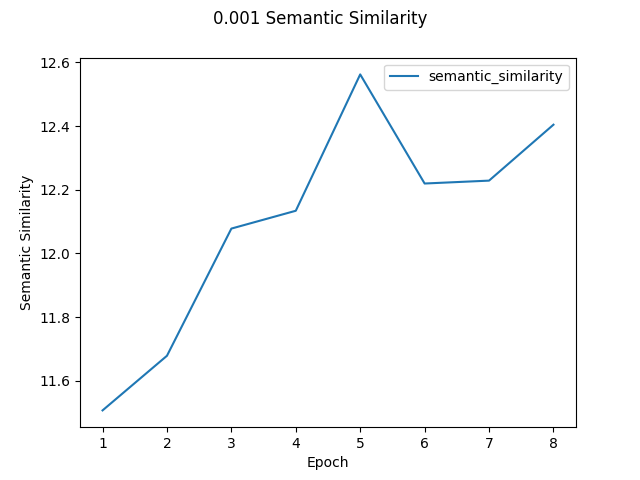 0.001 Semantic Similarity
semantic_similarity
Semantic Similarity
12.6
12.4
12.2
12.0
11.8
11.6
1 2 3 4 5 6 7 8
Epoch